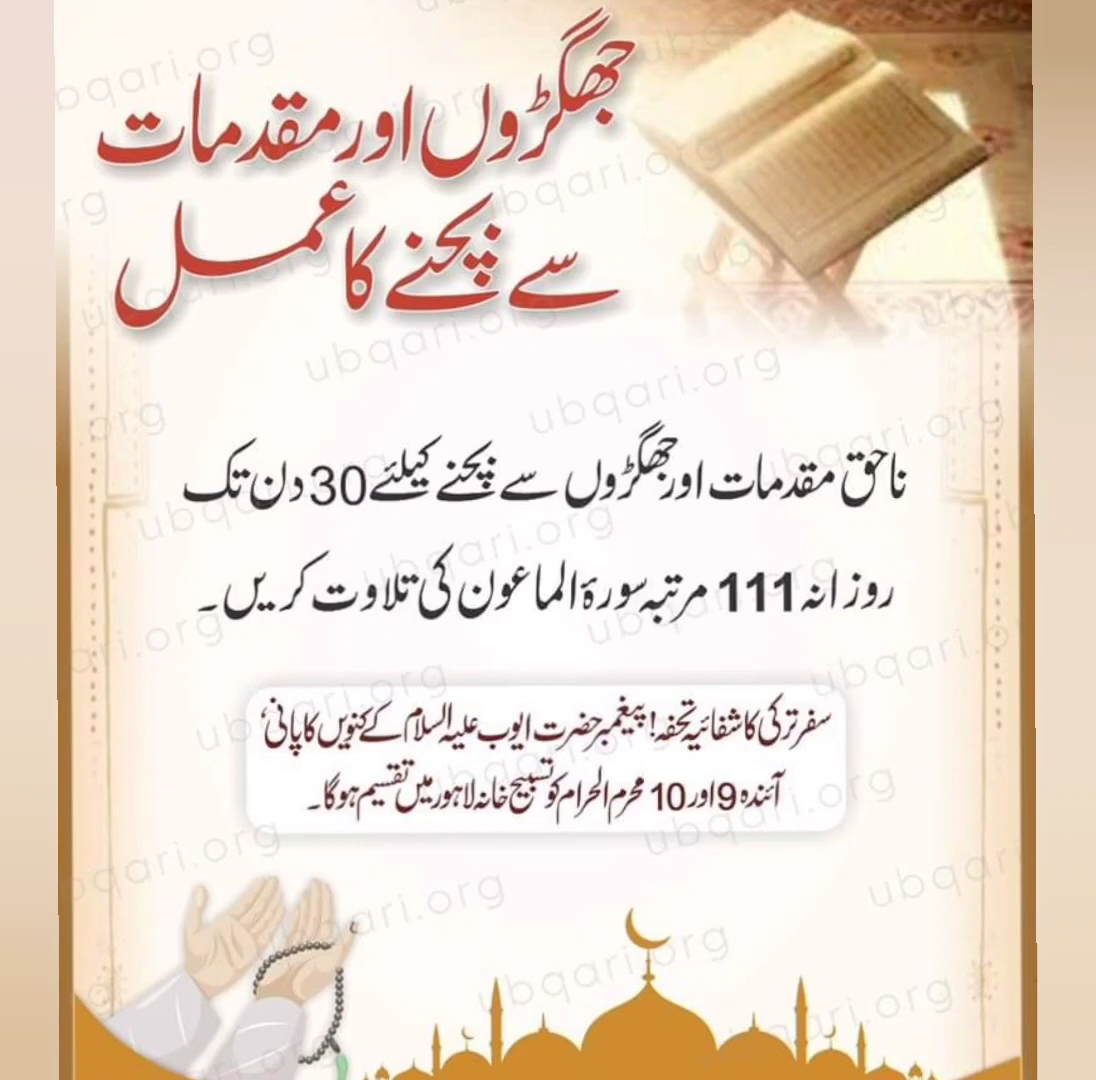 جھگڑوں اور مقدمات
سے بچنے کا عمل
ناحق مقدمات اور جھگڑوں سے بچنے کیلئے 30 دن تک
روزانہ 111 مرتبہ سورۃ الماعون کی تلاوت کریں۔
سفر ترکی کا شفائیہ تحفہ! پیغمبر حضرت ایوب علیہ السلام کے کنویں کا پانی'
آئندہ 9 اور 10 محرم الحرام کو تسبیح خانہ لاہور میں تقسیم ہوگا۔
ubqari.org